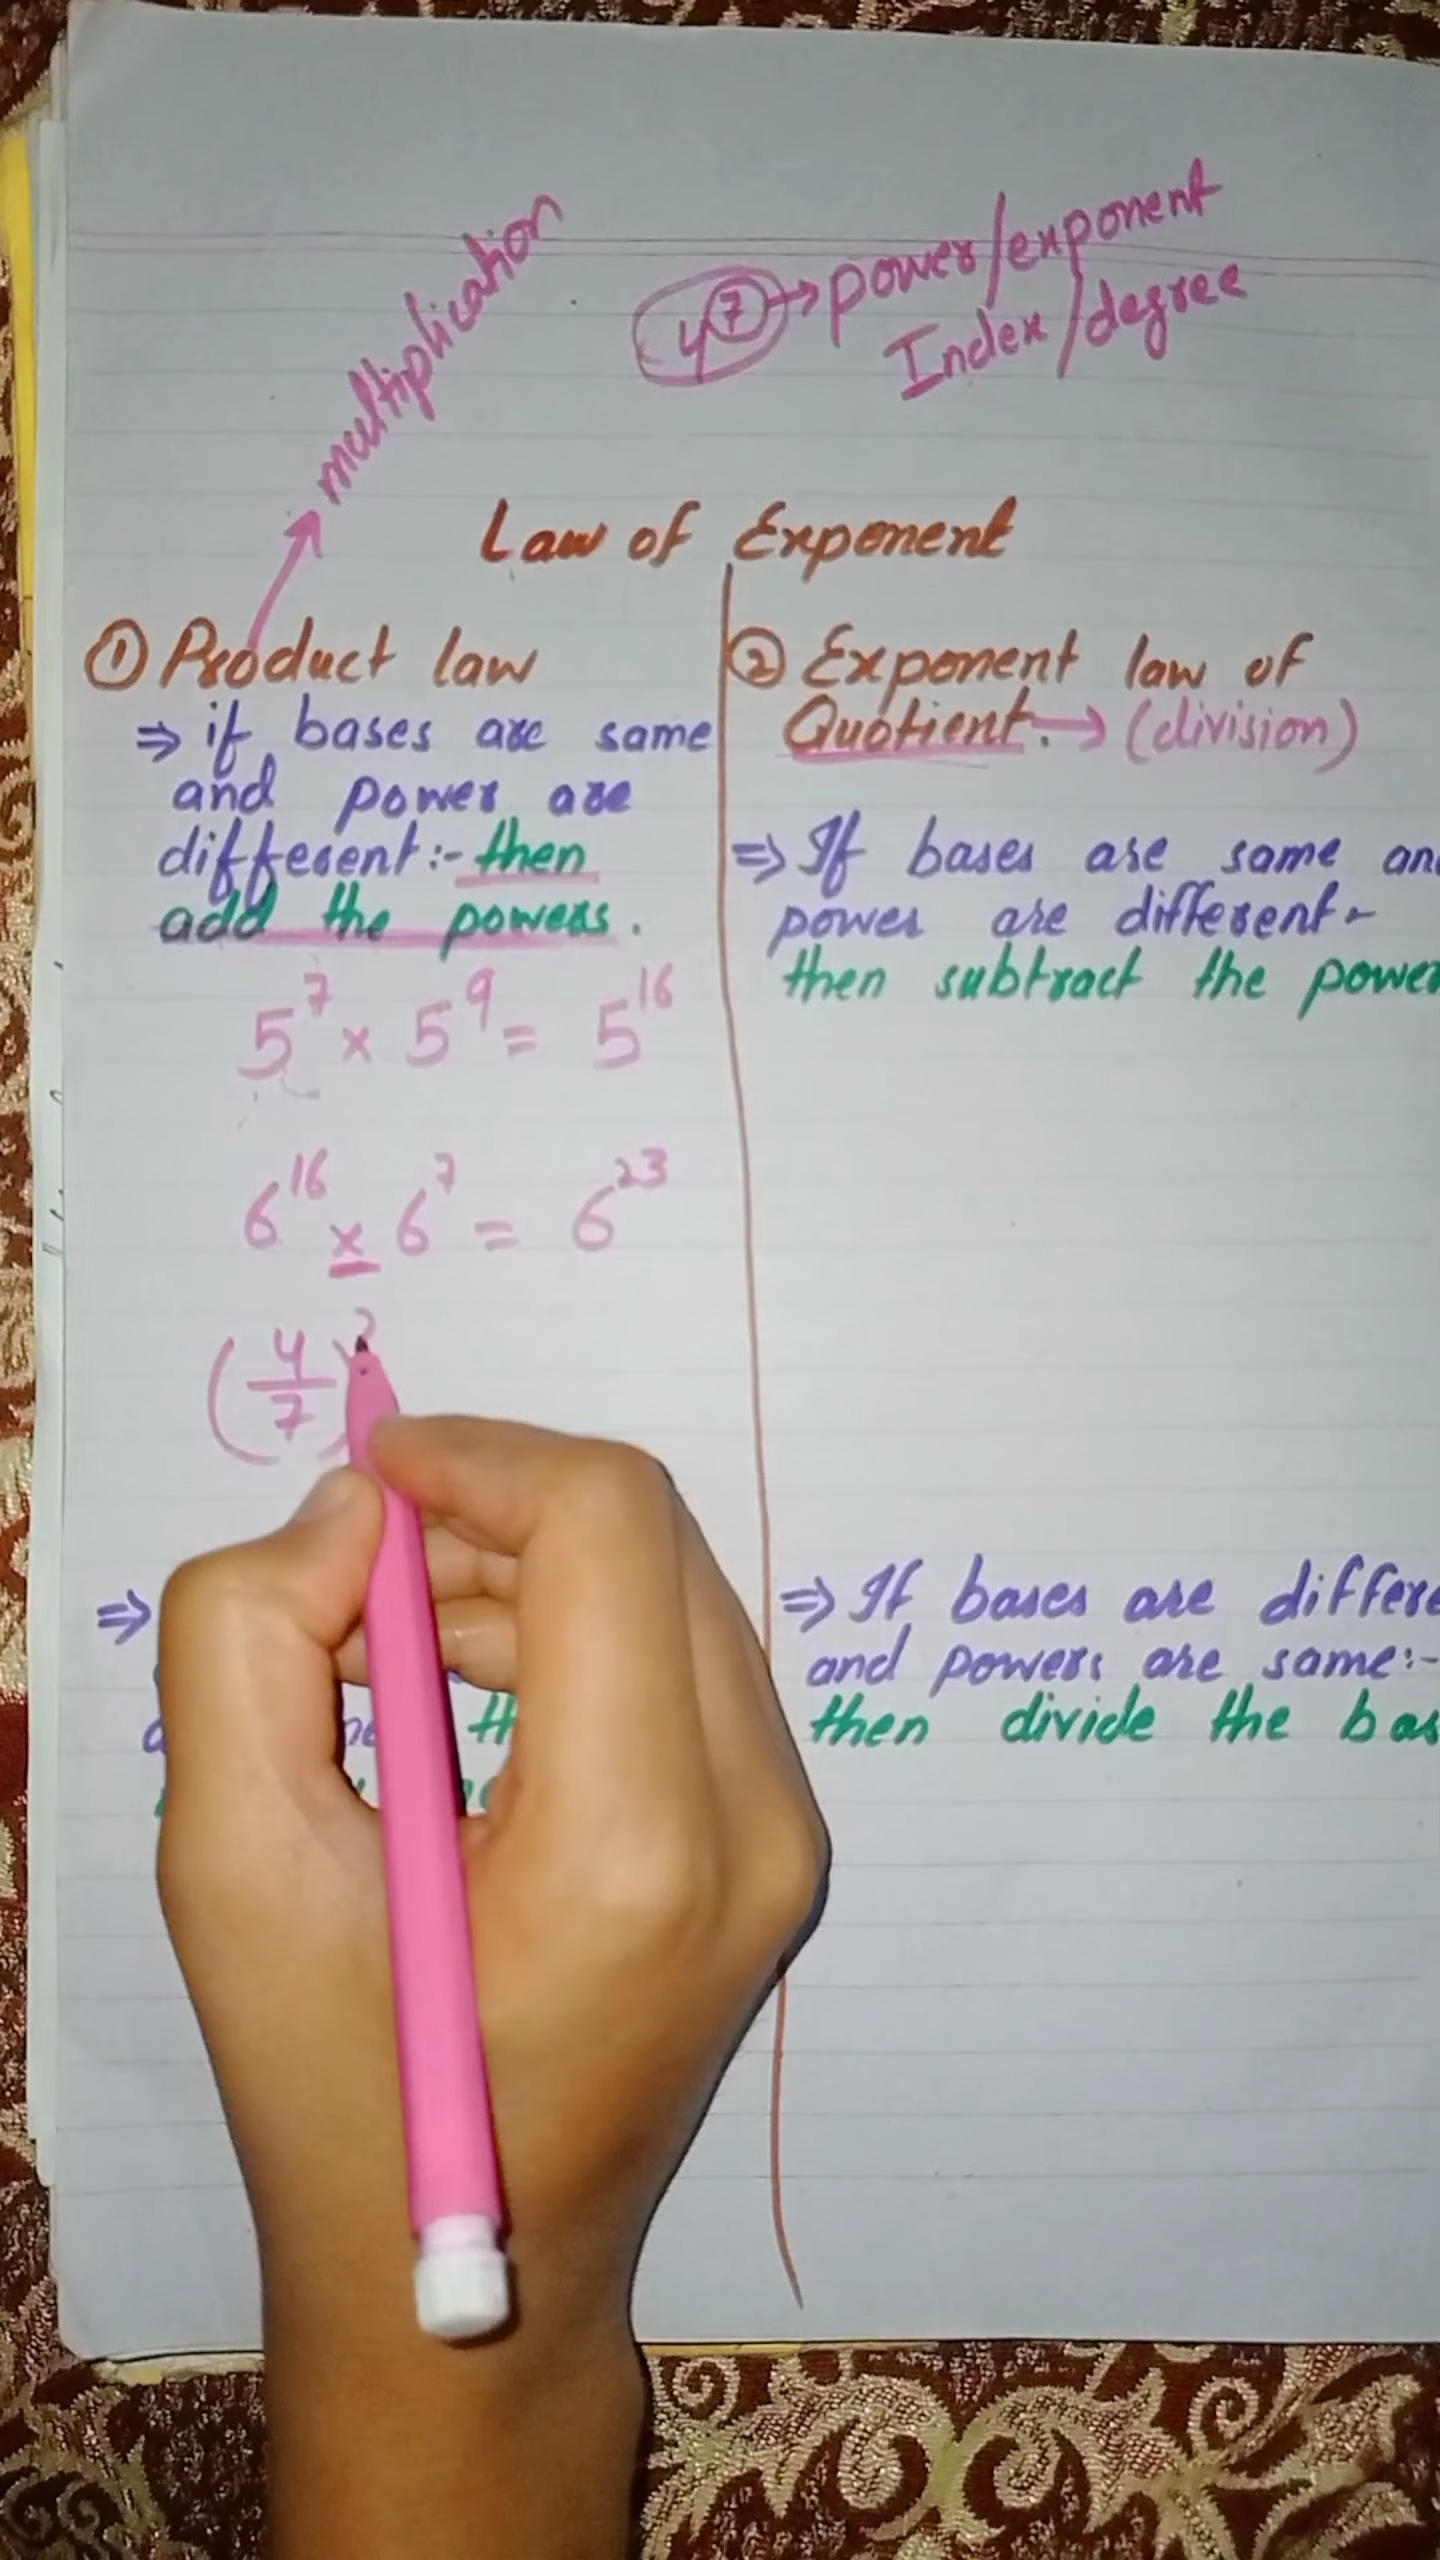 multiplication
4⁷ → power/exponent
Index/degree
Law of Exponent
① Product law
⇒ if bases are same
and power are
different:- then
add the powers.
5⁷ × 5⁹ = 5¹⁶
6¹⁶ × 6⁷ = 6²³
(4/7)
⇒
② Exponent law of
Quotient. → (division)
⇒ If bases are same an
power are different-
then subtract the power
⇒ If bases are differe
and powers are same:-
then divide the bas